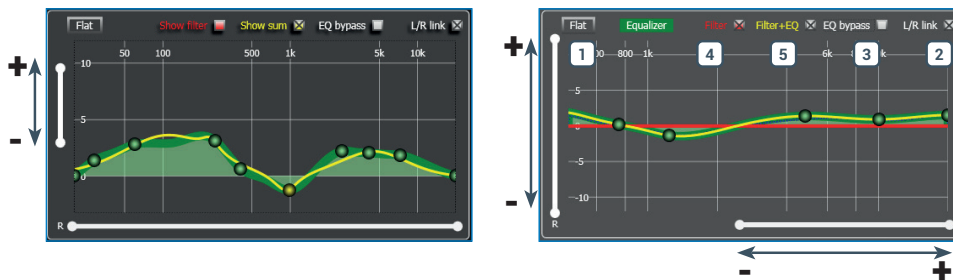 Flat Show filter Show sum EQ bypass L/R link
50 100 500 1k 5k 10k
10
5
0
+
-
R
Flat Equalizer Filter Filter+EQ EQ bypass L/R link
800 1k 6k
1 4 5 3 2
5
-5
-10
+
-
R
- +